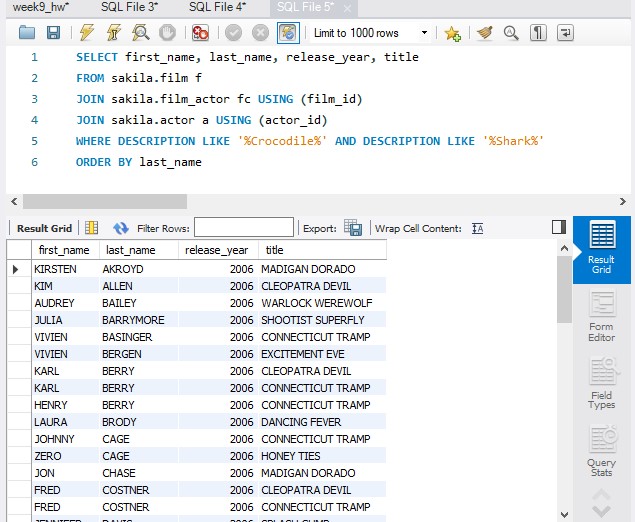 week9_hw* SQL File 3* SQL File 4* SQL File 5* ×
Limit to 1000 rows
1 SELECT first_name, last_name, release_year, title
2 FROM sakila.film f
3 JOIN sakila.film_actor fc USING (film_id)
4 JOIN sakila.actor a USING (actor_id)
5 WHERE DESCRIPTION LIKE '%Crocodile%' AND DESCRIPTION LIKE '%Shark%'
6 ORDER BY last_name
Result Grid Filter Rows: Export: Wrap Cell Content:
first_name last_name release_year title
KIRSTEN AKROYD 2006 MADIGAN DORADO
KIM ALLEN 2006 CLEOPATRA DEVIL
AUDREY BAILEY 2006 WARLOCK WEREWOLF
JULIA BARRYMORE 2006 SHOOTIST SUPERFLY
VIVIEN BASINGER 2006 CONNECTICUT TRAMP
VIVIEN BERGEN 2006 EXCITEMENT EVE
KARL BERRY 2006 CLEOPATRA DEVIL
KARL BERRY 2006 CONNECTICUT TRAMP
HENRY BERRY 2006 CONNECTICUT TRAMP
LAURA BRODY 2006 DANCING FEVER
JOHNNY CAGE 2006 CONNECTICUT TRAMP
ZERO CAGE 2006 HONEY TIES
JON CHASE 2006 MADIGAN DORADO
FRED COSTNER 2006 CLEOPATRA DEVIL
FRED COSTNER 2006 CONNECTICUT TRAMP
Result
Grid
Form
Editor
Field
Types
Query
Stats